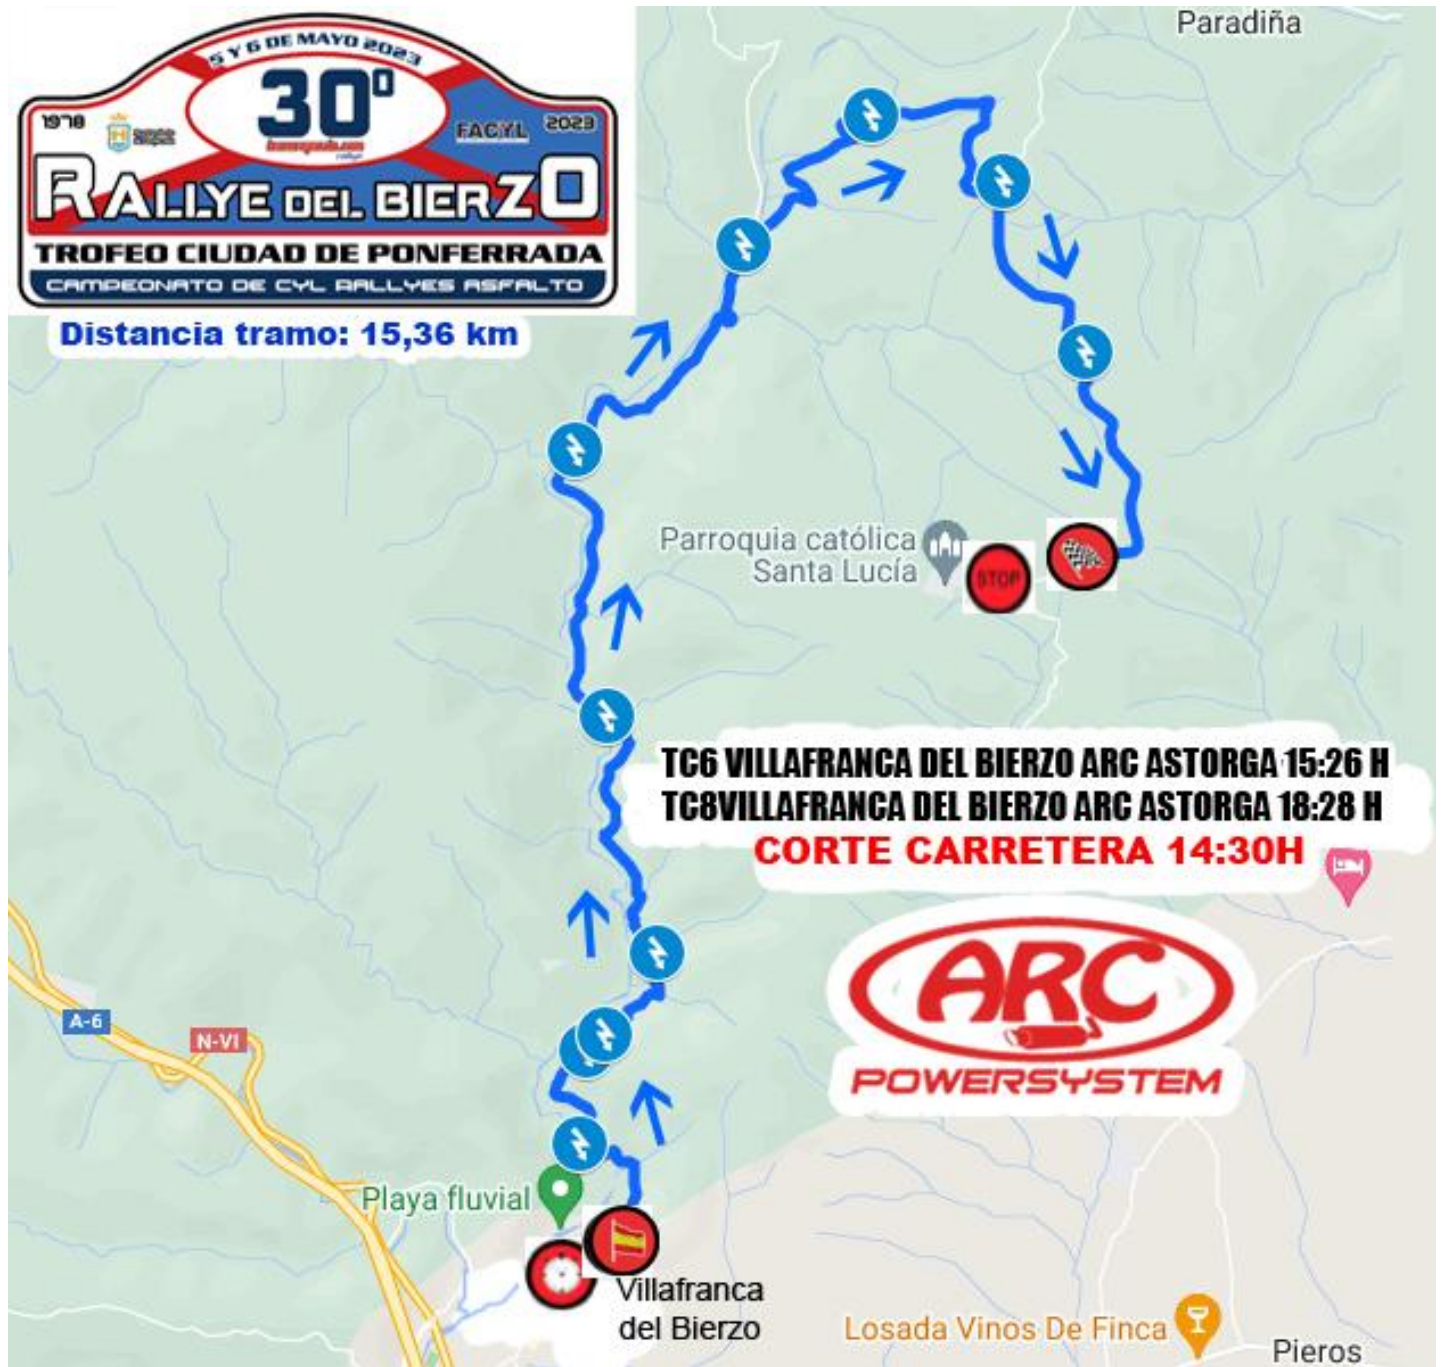 Paradiña
5 Y 6 DE MAYO 2023
30º
1978
FACYL
2023
RALLYE DEL BIERZO
TROFEO CIUDAD DE PONFERRADA
CAMPEONATO DE CYL RALLYES ASFALTO
Distancia tramo: 15,36 km
Parroquia católica
Santa Lucía
STOP
TC6 VILLAFRANCA DEL BIERZO ARC ASTORGA 15:26 H
TC8VILLAFRANCA DEL BIERZO ARC ASTORGA 18:28 H
CORTE CARRETERA 14:30H
ARC
POWERSYSTEM
A-6
N-VI
Playa fluvial
Villafranca
del Bierzo
Losada Vinos De Finca
Pieros